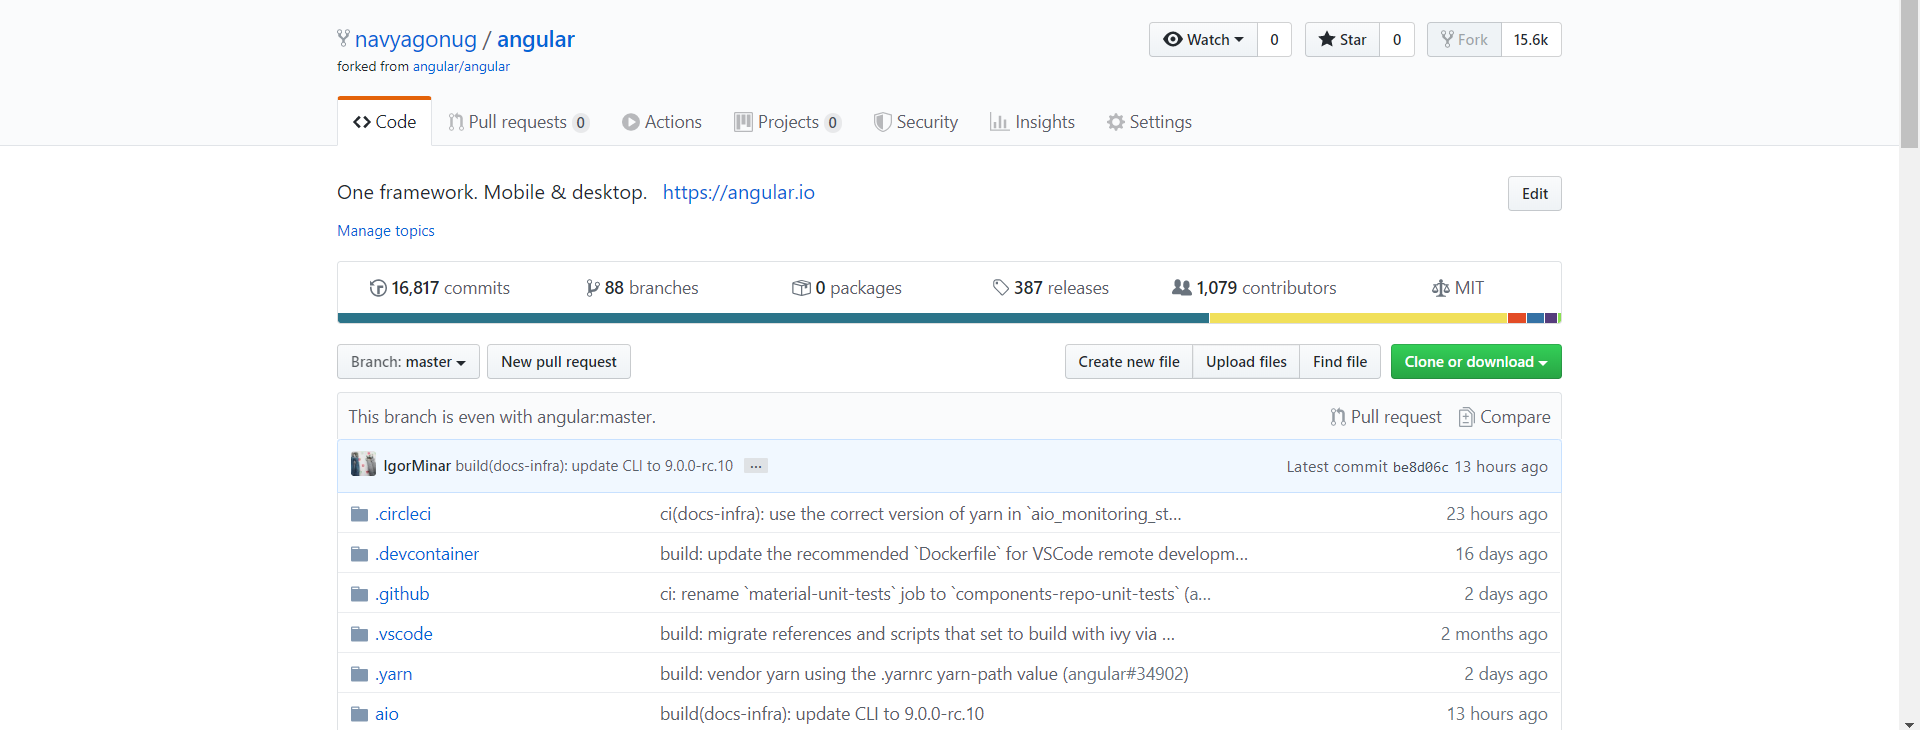 navyagonug / angular
Watch 0 Star 0 Fork 15.6k
forked from angular/angular
Code Pull requests 0 Actions Projects 0 Security Insights Settings
One framework. Mobile & desktop. https://angular.io Edit
Manage topics
16,817 commits 88 branches 0 packages 387 releases 1,079 contributors MIT
Branch: master New pull request Create new file Upload files Find file Clone or download
This branch is even with angular:master. Pull request Compare
IgorMinar build(docs-infra): update CLI to 9.0.0-rc.10 ... Latest commit be8d06c 13 hours ago
.circleci ci(docs-infra): use the correct version of yarn in `aio_monitoring_st... 23 hours ago
.devcontainer build: update the recommended `Dockerfile` for VSCode remote developm... 16 days ago
.github ci: rename `material-unit-tests` job to `components-repo-unit-tests` (a... 2 days ago
.vscode build: migrate references and scripts that set to build with ivy via ... 2 months ago
.yarn build: vendor yarn using the .yarnrc yarn-path value (angular#34902) 2 days ago
aio build(docs-infra): update CLI to 9.0.0-rc.10 13 hours ago